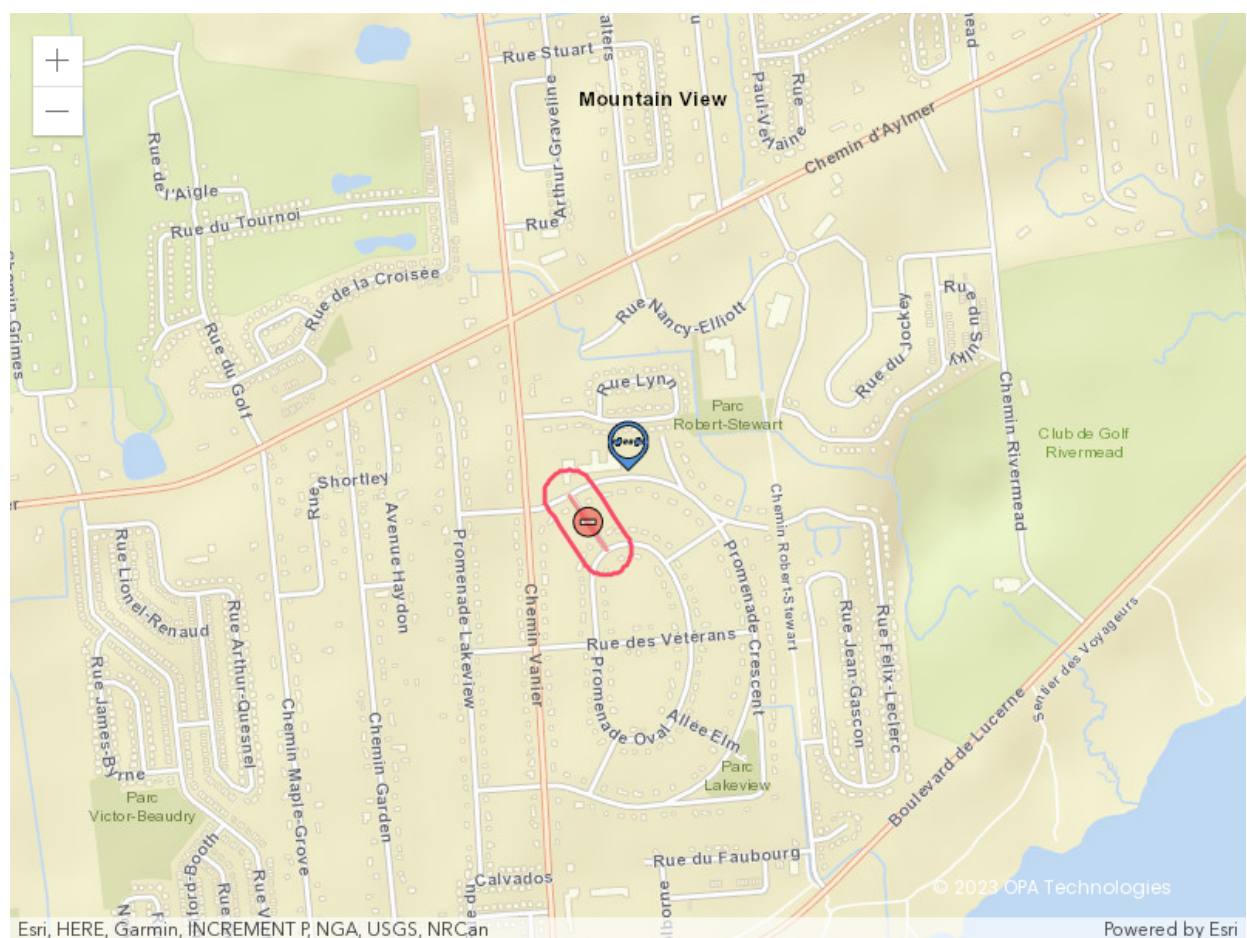 +
−
Rue Stuart
Mountain View
Rue
Paul-Verlaine
Chemin d'Aylmer
Rue Arthur-Graveline
Rue de l'Aigle
Rue du Tournoi
Rue de la Croisée
Chemin Grimes
Rue du Golf
Rue Nancy-Elliott
Rue du Jockey
Rue du Sulky
Rue Lynn
Parc
Robert-Stewart
Chemin Rivermead
Club de Golf
Rivermead
Rue Shortley
Avenue Haydon
Promenade Lakeview
Chemin Vanier
Chemin Robert-Stewart
Promenade Crescent
Rue des Vétérans
Promenade Oval
Allée Elm
Parc
Lakeview
Rue Jean-Gascon
Rue Félix-Leclerc
Sentier des Voyageurs
Boulevard de Lucerne
Rue Lionel-Renaud
Rue Arthur-Quesnel
Rue James-Byrne
Chemin Maple-Grove
Chemin Garden
Parc
Victor-Beaudry
Booth
Rue du Faubourg
Calvados
© 2023 OPA Technologies
Esri, HERE, Garmin, INCREMENT P, NGA, USGS, NRCan
Powered by Esri